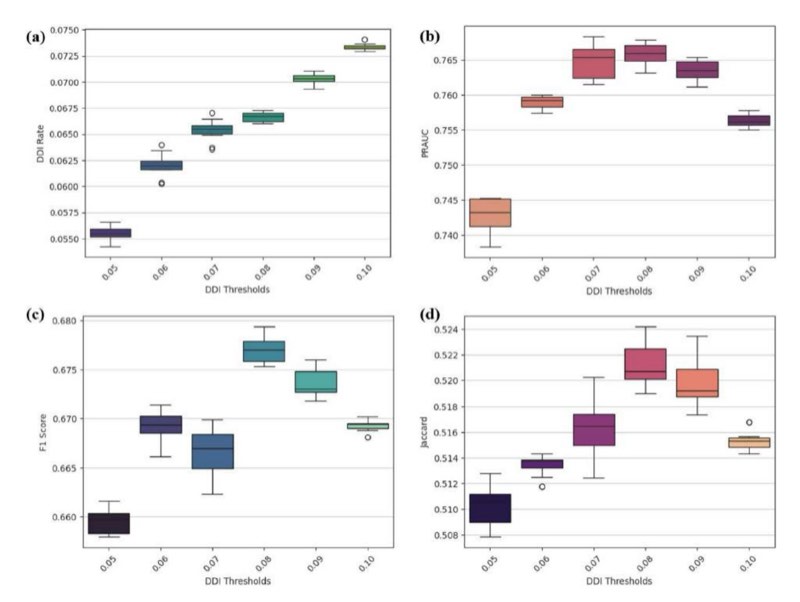 (a)
0.0750
0.0725
0.0700
0.0675
0.0650
0.0625
0.0600
0.0575
0.0550
DDI Rate
0.05 0.06 0.07 0.08 0.09 0.10
DDI Thresholds
(b)
0.765
0.760
0.755
0.750
0.745
0.740
PRAUC
0.05 0.06 0.07 0.08 0.09 0.10
DDI Thresholds
(c)
0.680
0.675
0.670
0.665
0.660
F1 Score
0.05 0.06 0.07 0.08 0.09 0.10
DDI Thresholds
(d)
0.524
0.522
0.520
0.518
0.516
0.514
0.512
0.510
0.508
Jaccard
0.05 0.06 0.07 0.08 0.09 0.10
DDI Thresholds